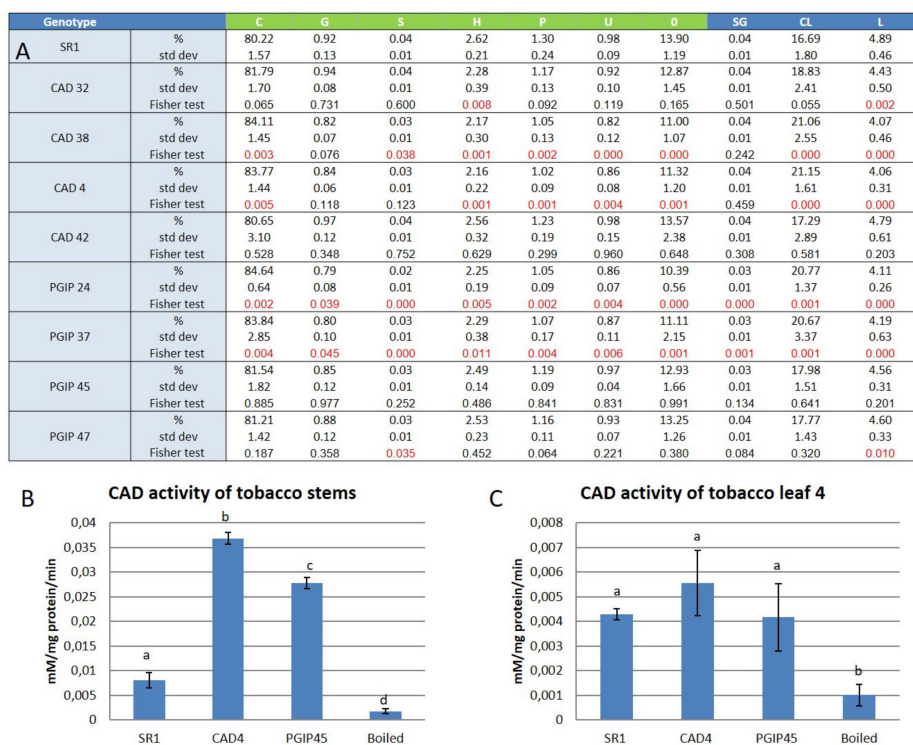 Genotype C G S H P U 0 SG CL L
A
SR1 % 80.22 0.92 0.04 2.62 1.30 0.98 13.90 0.04 16.69 4.89
std dev 1.57 0.13 0.01 0.21 0.24 0.09 1.19 0.01 1.80 0.46
CAD 32 % 81.79 0.94 0.04 2.28 1.17 0.92 12.87 0.04 18.83 4.43
std dev 1.70 0.08 0.01 0.39 0.13 0.10 1.45 0.01 2.41 0.50
Fisher test 0.065 0.731 0.600 0.008 0.092 0.119 0.165 0.501 0.055 0.002
CAD 38 % 84.11 0.82 0.03 2.17 1.05 0.82 11.00 0.04 21.06 4.07
std dev 1.45 0.07 0.01 0.30 0.13 0.12 1.07 0.01 2.55 0.46
Fisher test 0.003 0.076 0.038 0.001 0.002 0.000 0.000 0.242 0.000 0.000
CAD 4 % 83.77 0.84 0.03 2.16 1.02 0.86 11.32 0.04 21.15 4.06
std dev 1.44 0.06 0.01 0.22 0.09 0.08 1.20 0.01 1.61 0.31
Fisher test 0.005 0.118 0.123 0.001 0.001 0.004 0.001 0.459 0.000 0.000
CAD 42 % 80.65 0.97 0.04 2.56 1.23 0.98 13.57 0.04 17.29 4.79
std dev 3.10 0.12 0.01 0.32 0.19 0.15 2.38 0.01 2.89 0.61
Fisher test 0.528 0.348 0.752 0.629 0.299 0.960 0.648 0.308 0.581 0.203
PGIP 24 % 84.64 0.79 0.02 2.25 1.05 0.86 10.39 0.03 20.77 4.11
std dev 0.64 0.08 0.01 0.19 0.09 0.07 0.56 0.01 1.37 0.26
Fisher test 0.002 0.039 0.000 0.005 0.002 0.004 0.000 0.000 0.001 0.000
PGIP 37 % 83.84 0.80 0.03 2.29 1.07 0.87 11.11 0.03 20.67 4.19
std dev 2.85 0.10 0.01 0.38 0.17 0.11 2.15 0.01 3.37 0.63
Fisher test 0.004 0.045 0.000 0.011 0.004 0.006 0.001 0.001 0.001 0.000
PGIP 45 % 81.54 0.85 0.03 2.49 1.19 0.97 12.93 0.03 17.98 4.56
std dev 1.82 0.12 0.01 0.14 0.09 0.04 1.66 0.01 1.51 0.31
Fisher test 0.885 0.977 0.252 0.486 0.841 0.831 0.991 0.134 0.641 0.201
PGIP 47 % 81.21 0.88 0.03 2.53 1.16 0.93 13.25 0.04 17.77 4.60
std dev 1.42 0.12 0.01 0.23 0.11 0.07 1.26 0.01 1.43 0.33
Fisher test 0.187 0.358 0.035 0.452 0.064 0.221 0.380 0.084 0.320 0.010
B
CAD activity of tobacco stems
mM/mg protein/min
0,04
0,035
0,03
0,025
0,02
0,015
0,01
0,005
0
a b c d
SR1 CAD4 PGIP45 Boiled
C
CAD activity of tobacco leaf 4
mM/mg protein/min
0,008
0,007
0,006
0,005
0,004
0,003
0,002
0,001
0
a a a b
SR1 CAD4 PGIP45 Boiled